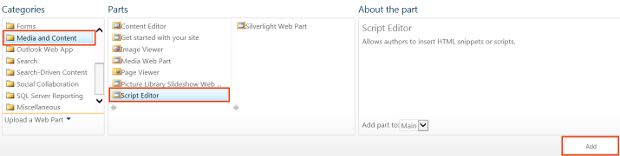 Categories
Forms
Media and Content
Outlook Web App
Search
Search-Driven Content
Social Collaboration
SQL Server Reporting
Miscellaneous
Upload a Web Part
Parts
Content Editor
Get started with your site
Image Viewer
Media Web Part
Page Viewer
Picture Library Slideshow Web ...
Script Editor
Silverlight Web Part
About the part
Script Editor
Allows authors to insert HTML snippets or scripts.
Add part to: Main
Add